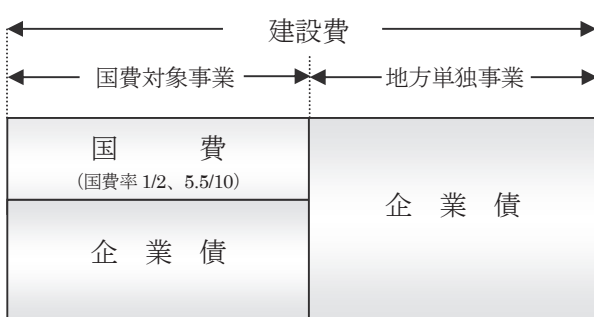 建設費
国費対象事業 地方単独事業
国 費
(国費率 1/2、5.5/10)
企 業 債
企 業 債